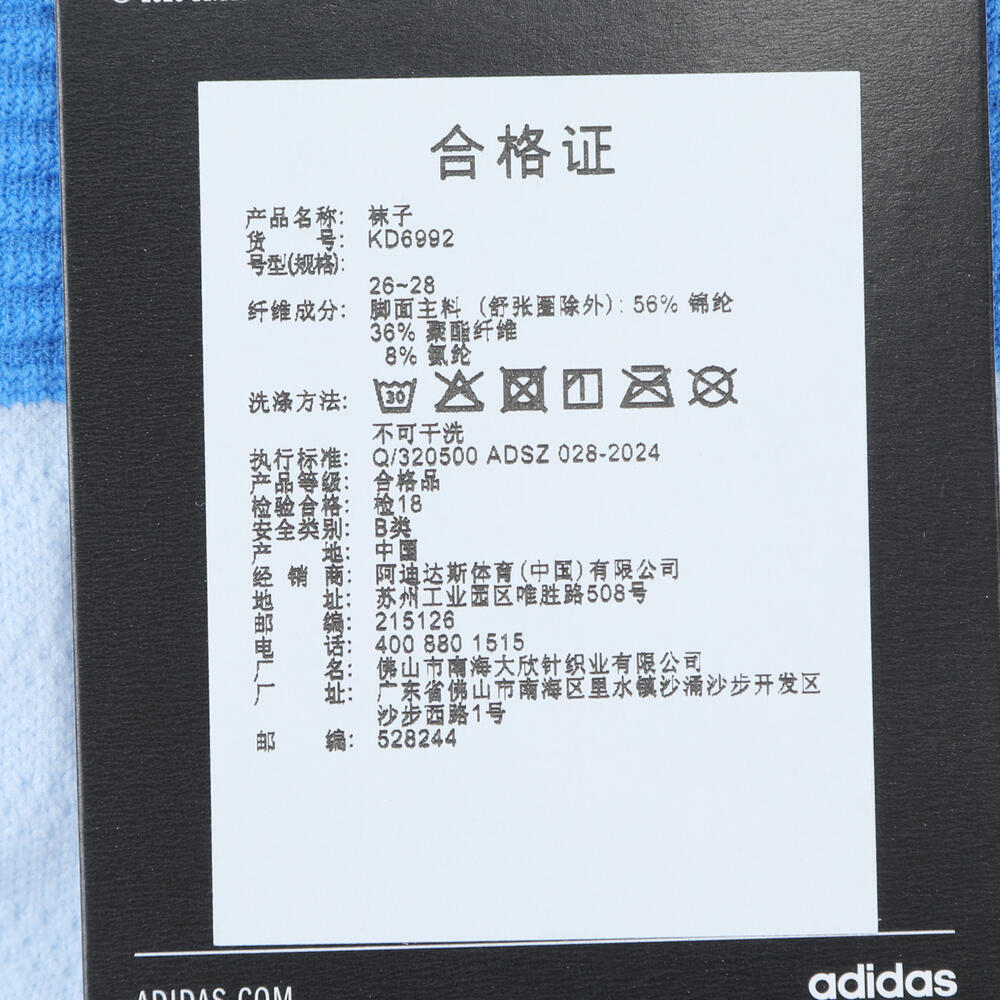 合格证
产品名称: 袜子
货 号: KD6992
号型(规格):
26~28
纤维成分: 脚面主料 (舒张圈除外): 56% 锦纶
36% 聚酯纤维
8% 氨纶
洗涤方法: 30
不可干洗
执行标准: Q/320500 ADSZ 028-2024
产品等级: 合格品
检验合格: 检18
安全类别: B类
产 地: 中国
经 销 商: 阿迪达斯体育(中国)有限公司
地 址: 苏州工业园区唯胜路508号
邮 编: 215126
电 话: 400 880 1515
厂 名: 佛山市南海大欣针织业有限公司
厂 址: 广东省佛山市南海区里水镇沙涌沙步开发区
沙步西路1号
邮 编: 528244
ADIDAS.COM
adidas